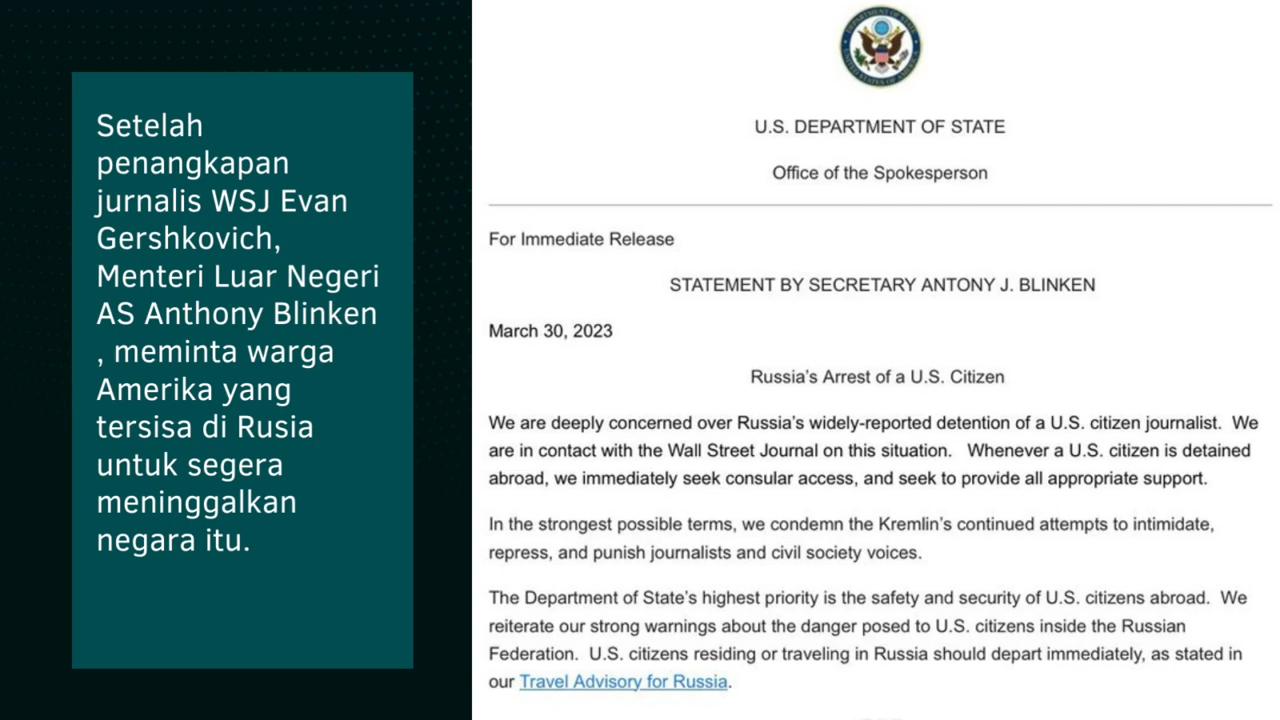 Setelah
penangkapan
jurnalis WSJ Evan
Gershkovich,
Menteri Luar Negeri
AS Anthony Blinken
, meminta warga
Amerika yang
tersisa di Rusia
untuk segera
meninggalkan
negara itu.
U.S. DEPARTMENT OF STATE
Office of the Spokesperson
For Immediate Release
STATEMENT BY SECRETARY ANTONY J. BLINKEN
March 30, 2023
Russia’s Arrest of a U.S. Citizen
We are deeply concerned over Russia’s widely-reported detention of a U.S. citizen journalist. We
are in contact with the Wall Street Journal on this situation. Whenever a U.S. citizen is detained
abroad, we immediately seek consular access, and seek to provide all appropriate support.
In the strongest possible terms, we condemn the Kremlin’s continued attempts to intimidate,
repress, and punish journalists and civil society voices.
The Department of State’s highest priority is the safety and security of U.S. citizens abroad. We
reiterate our strong warnings about the danger posed to U.S. citizens inside the Russian
Federation. U.S. citizens residing or traveling in Russia should depart immediately, as stated in
our Travel Advisory for Russia.